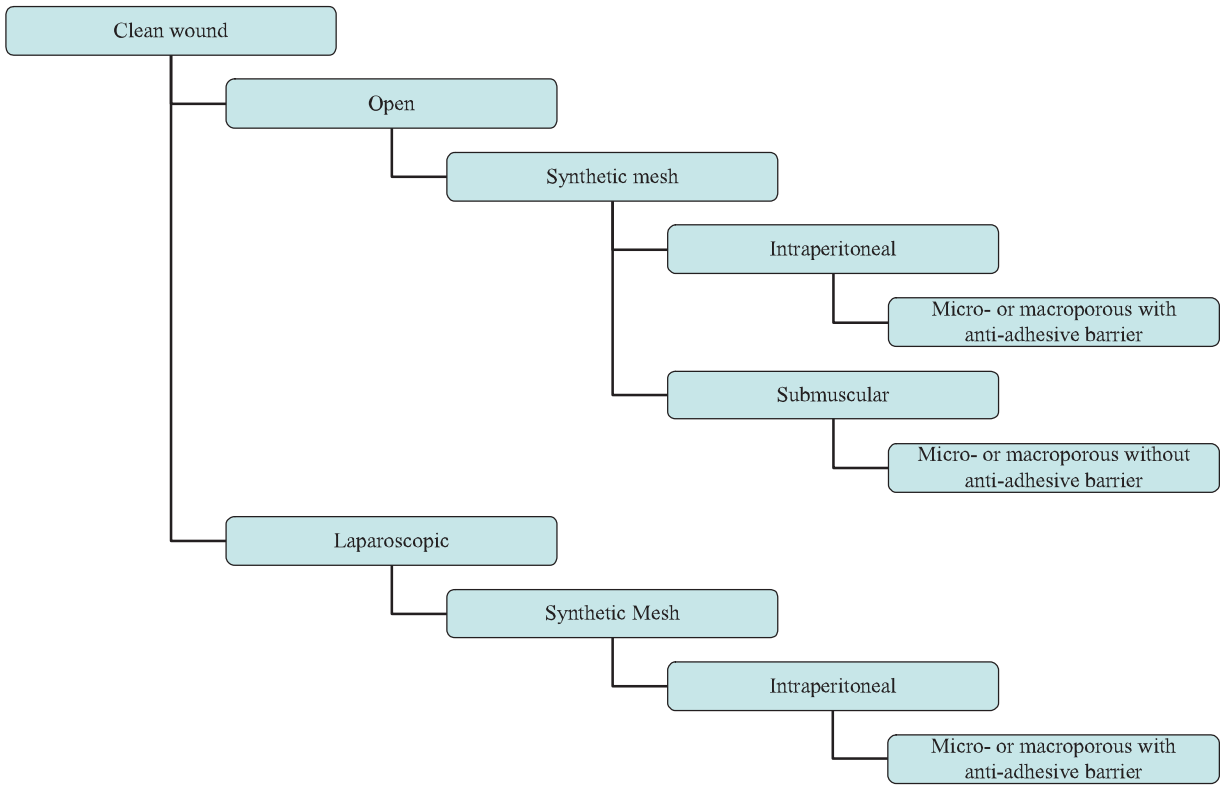 Clean wound
Open
Synthetic mesh
Intraperitoneal
Micro- or macroporous with
anti-adhesive barrier
Submuscular
Micro- or macroporous without
anti-adhesive barrier
Laparoscopic
Synthetic Mesh
Intraperitoneal
Micro- or macroporous with
anti-adhesive barrier